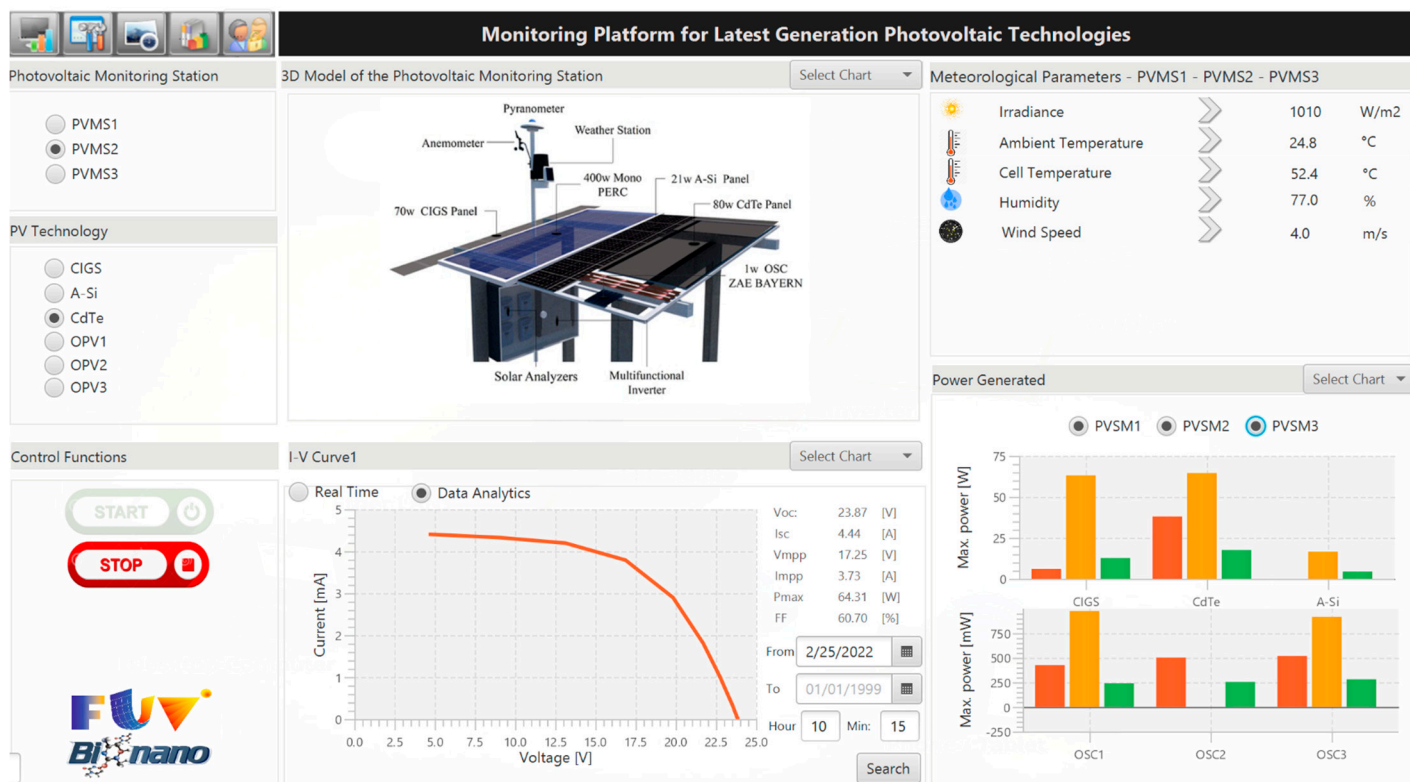 Monitoring Platform for Latest Generation Photovoltaic Technologies
Photovoltaic Monitoring Station
PVMS1
PVMS2
PVMS3
PV Technology
CIGS
A-Si
CdTe
OPV1
OPV2
OPV3
Control Functions
START
STOP
FUV
Bionano
3D Model of the Photovoltaic Monitoring Station
Select Chart
Pyranometer
Anemometer
Weather Station
400w Mono
PERC
21w A-Si Panel
70w CIGS Panel
80w CdTe Panel
1w OSC
ZAE BAYERN
Solar Analyzers
Multifunctional
Inverter
I-V Curve1
Select Chart
Real Time
Data Analytics
Current [mA]
5
4
3
2
1
0
0.0 2.5 5.0 7.5 10.0 12.5 15.0 17.5 20.0 22.5 25.0
Voltage [V]
Voc: 23.87 [V]
Isc 4.44 [A]
Vmpp 17.25 [V]
Impp 3.73 [A]
Pmax 64.31 [W]
FF 60.70 [%]
From 2/25/2022
To 01/01/1999
Hour 10 Min: 15
Search
Meteorological Parameters - PVMS1 - PVMS2 - PVMS3
Irradiance 1010 W/m2
Ambient Temperature 24.8 °C
Cell Temperature 52.4 °C
Humidity 77.0 %
Wind Speed 4.0 m/s
Power Generated
Select Chart
PVSM1 PVSM2 PVSM3
Max. power [W]
75
50
25
0
CIGS CdTe A-Si
Max. power [mW]
750
500
250
0
-250
OSC1 OSC2 OSC3